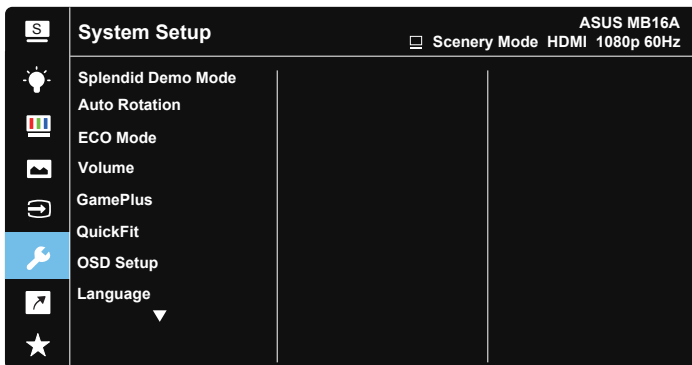 S
System Setup
ASUS MB16A
Scenery Mode HDMI 1080p 60Hz
Splendid Demo Mode
Auto Rotation
ECO Mode
Volume
GamePlus
QuickFit
OSD Setup
Language